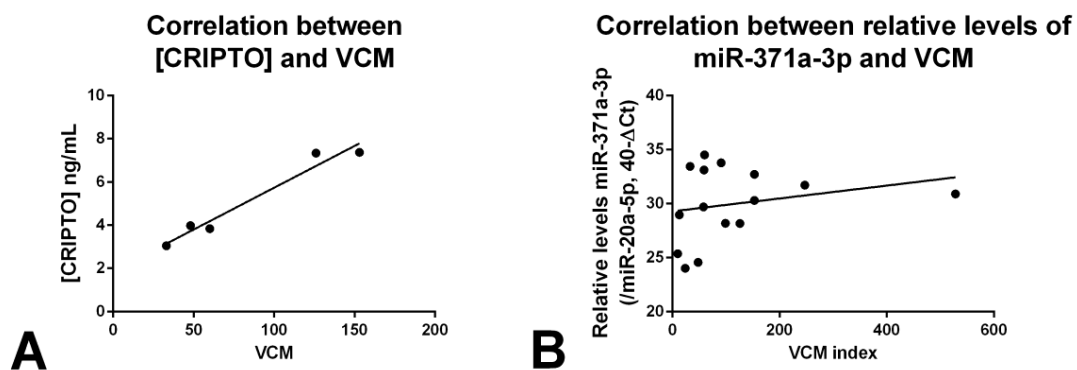 Correlation between
[CRIPTO] and VCM
[CRIPTO] ng/mL
10
8
6
4
2
0
0 50 100 150 200
VCM
A
Correlation between relative levels of
miR-371a-3p and VCM
Relative levels miR-371a-3p
(/miR-20a-5p, 40-ΔCt)
40
35
30
25
20
0 200 400 600
VCM index
B